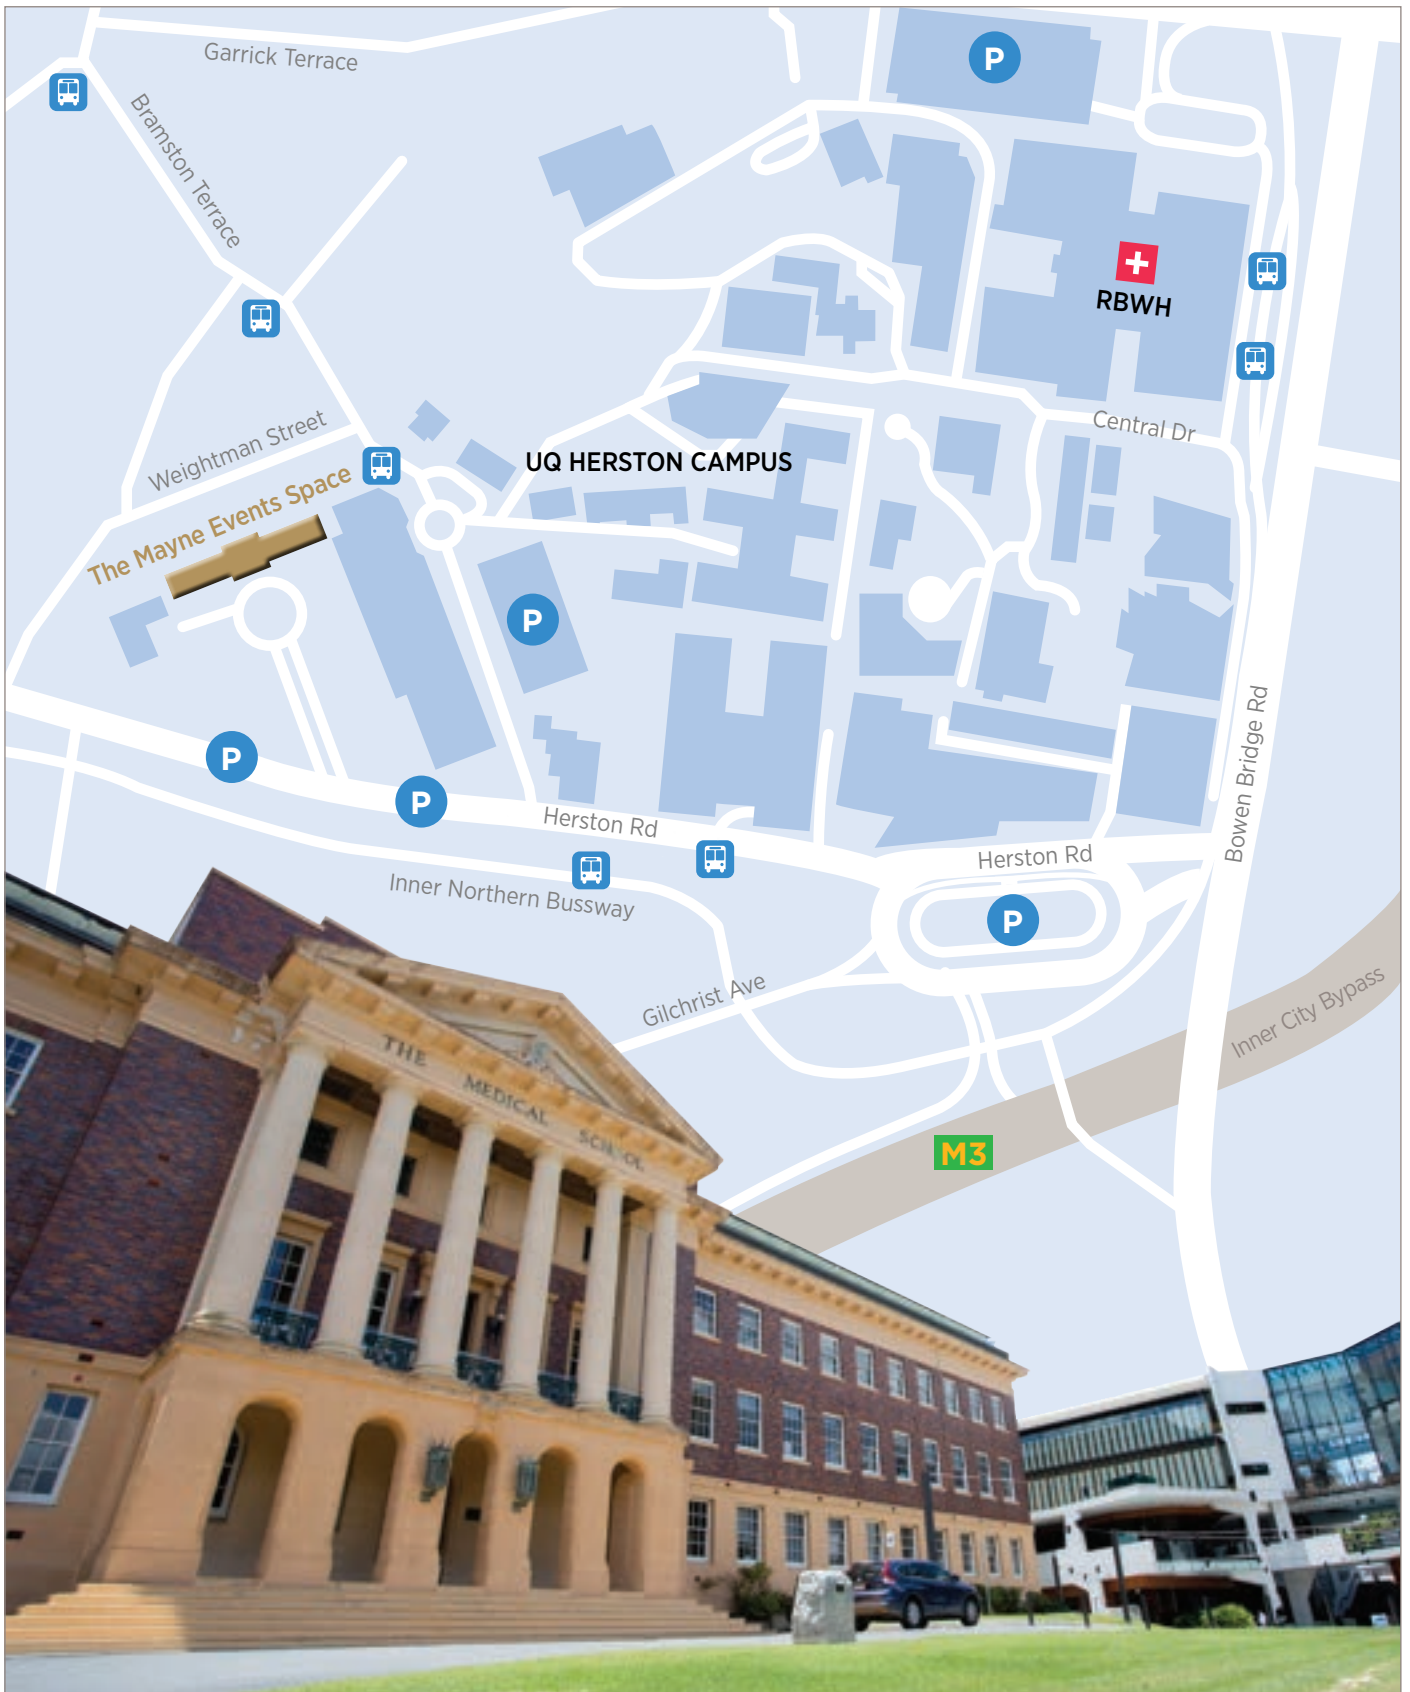 Garrick Terrace
P
Bramston Terrace
RBWH
Weightman Street
Central Dr
UQ HERSTON CAMPUS
The Mayne Events Space
P
Bowen Bridge Rd
P
P
Herston Rd
Herston Rd
Inner Northern Bussway
P
Gilchrist Ave
Inner City Bypass
M3
THE MEDICAL SCHOOL